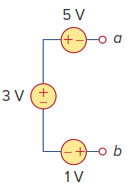 5 V
+ − a
3 V + −
− + b
1 V